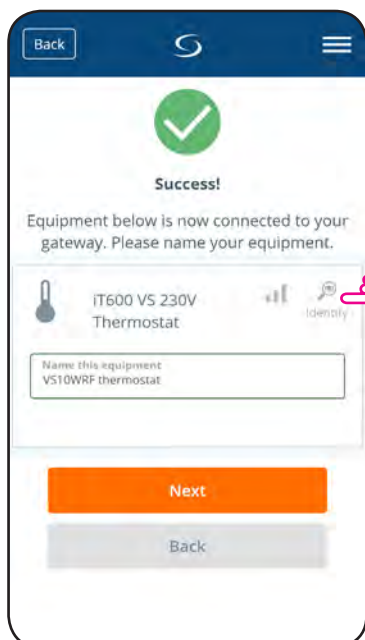 Back
Success!
Equipment below is now connected to your
gateway. Please name your equipment.
iT600 VS 230V
Thermostat
Identify
Name this equipment
VS10WRF thermostat
Next
Back